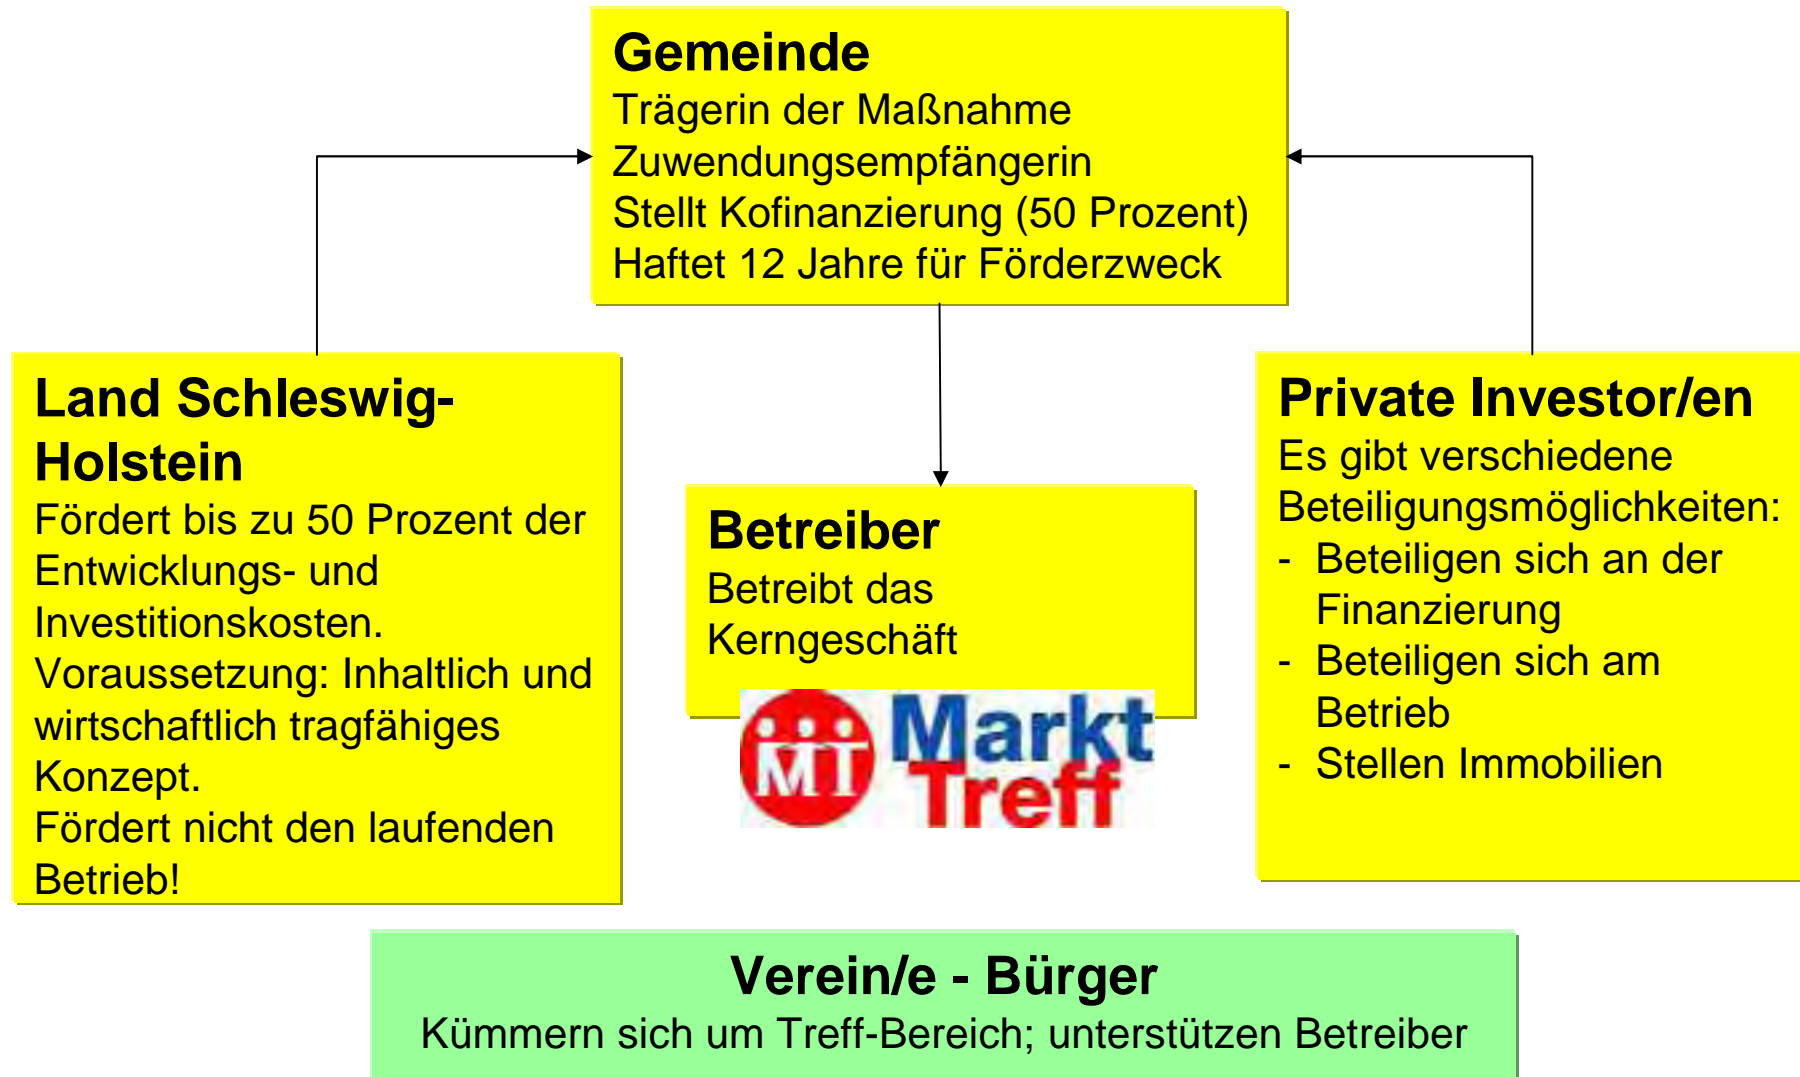 Gemeinde
Trägerin der Maßnahme
Zuwendungsempfängerin
Stellt Kofinanzierung (50 Prozent)
Haftet 12 Jahre für Förderzweck
Land Schleswig-
Holstein
Fördert bis zu 50 Prozent der
Entwicklungs- und
Investitionskosten.
Voraussetzung: Inhaltlich und
wirtschaftlich tragfähiges
Konzept.
Fördert nicht den laufenden
Betrieb!
Betreiber
Betreibt das
Kerngeschäft
MT
Markt
Treff
Private Investor/en
Es gibt verschiedene
Beteiligungsmöglichkeiten:
- Beteiligen sich an der
Finanzierung
- Beteiligen sich am
Betrieb
- Stellen Immobilien
Verein/e - Bürger
Kümmern sich um Treff-Bereich; unterstützen Betreiber